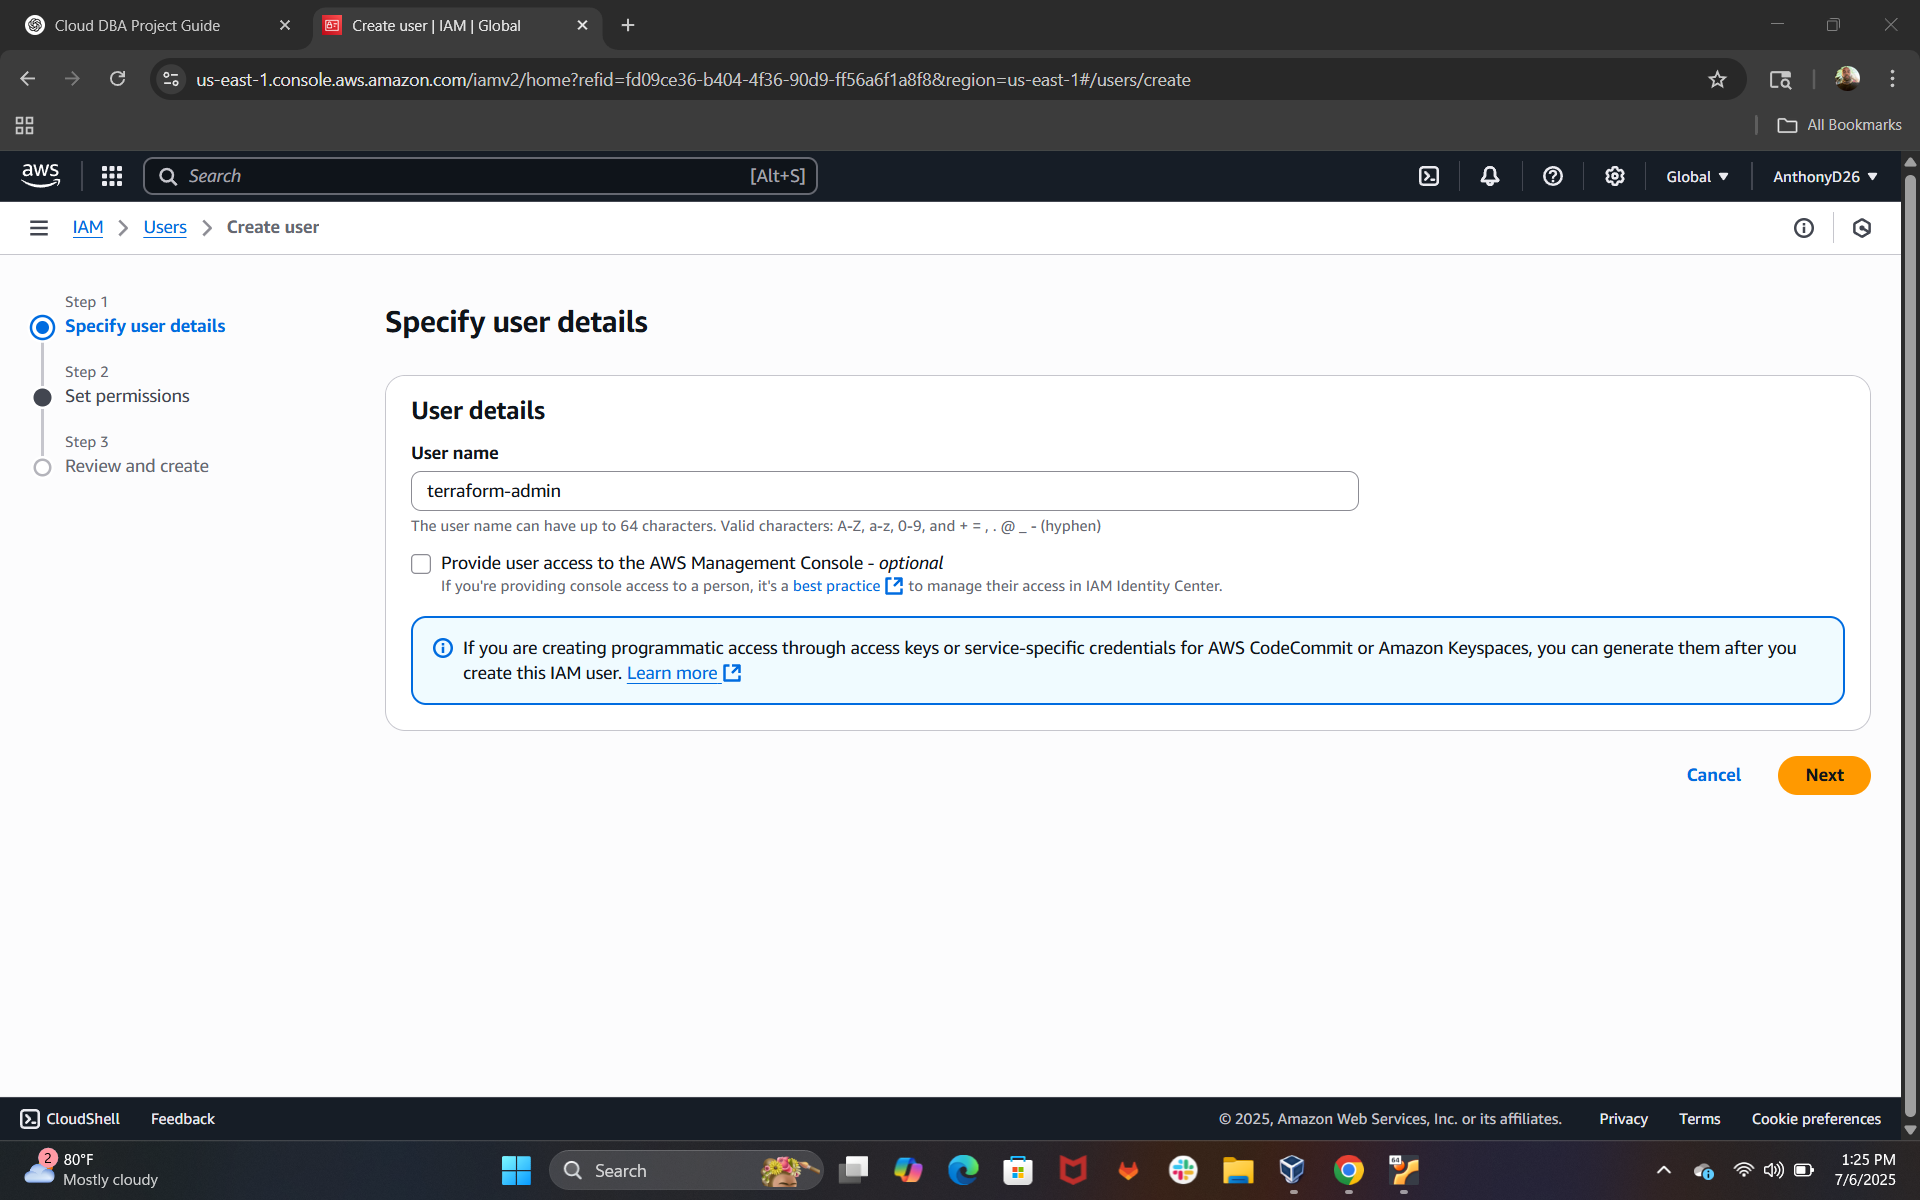 Cloud DBA Project Guide
Create user | IAM | Global
us-east-1.console.aws.amazon.com/iamv2/home?refid=fd09ce36-b404-4f36-90d9-ff56a6f1a8f8&region=us-east-1#/users/create
All Bookmarks
aws
Search
[Alt+S]
Global
AnthonyD26
IAM
Users
Create user
Step 1
Specify user details
Step 2
Set permissions
Step 3
Review and create
Specify user details
User details
User name
terraform-admin
The user name can have up to 64 characters. Valid characters: A-Z, a-z, 0-9, and + = , . @ _ - (hyphen)
Provide user access to the AWS Management Console - optional
If you're providing console access to a person, it's a best practice to manage their access in IAM Identity Center.
If you are creating programmatic access through access keys or service-specific credentials for AWS CodeCommit or Amazon Keyspaces, you can generate them after you
create this IAM user. Learn more
Cancel
Next
CloudShell
Feedback
© 2025, Amazon Web Services, Inc. or its affiliates.
Privacy
Terms
Cookie preferences
2
80°F
Mostly cloudy
Search
64
1:25 PM
7/6/2025